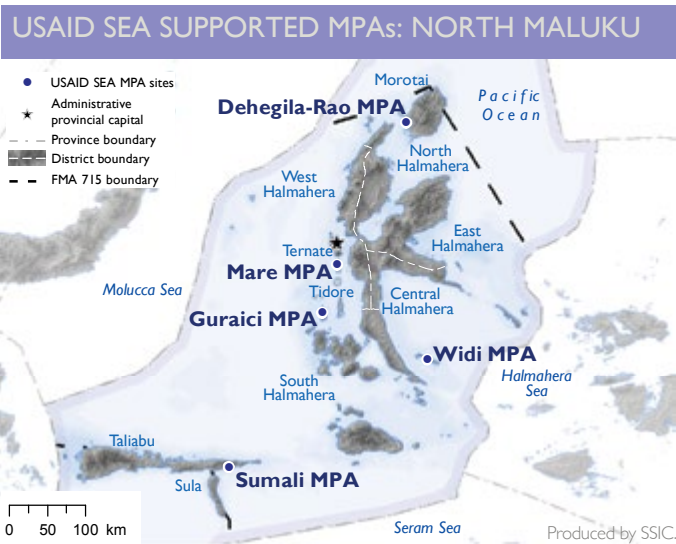 USAID SEA SUPPORTED MPAs: NORTH MALUKU
USAID SEA MPA sites
Administrative
provincial capital
Province boundary
District boundary
FMA 715 boundary
Morotai
Pacific
Ocean
Dehegila-Rao MPA
North
Halmahera
West
Halmahera
East
Halmahera
Ternate
Mare MPA
Molucca Sea
Tidore
Central
Halmahera
Guraici MPA
Widi MPA
Halmahera
Sea
South
Halmahera
Taliabu
Sumali MPA
Sula
0 50 100 km
Seram Sea
Produced by SSIC.